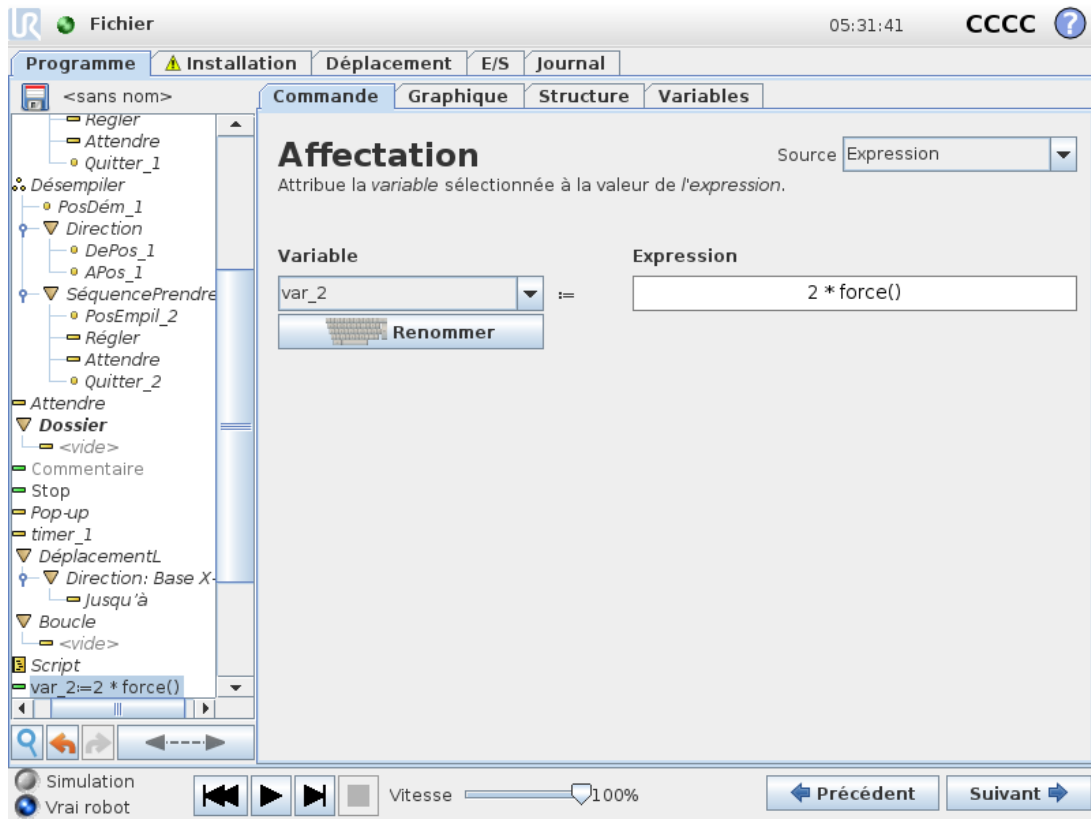 UR Fichier 05:31:41 CCCC ?
Programme Installation Déplacement E/S Journal
<sans nom>
Commande Graphique Structure Variables
Régler
Attendre
Quitter_1
Désempiler
PosDém_1
Direction
DePos_1
APos_1
SéquencePrendre
PosEmpil_2
Régler
Attendre
Quitter_2
Attendre
Dossier
<vide>
Commentaire
Stop
Pop-up
timer_1
DéplacementL
Direction: Base X-
Jusqu'à
Boucle
<vide>
Script
var_2:=2 * force()
Affectation
Source Expression
Attribue la variable sélectionnée à la valeur de l'expression.
Variable Expression
var_2 := 2 * force()
Renommer
Simulation
Vrai robot
Vitesse 100%
Précédent Suivant